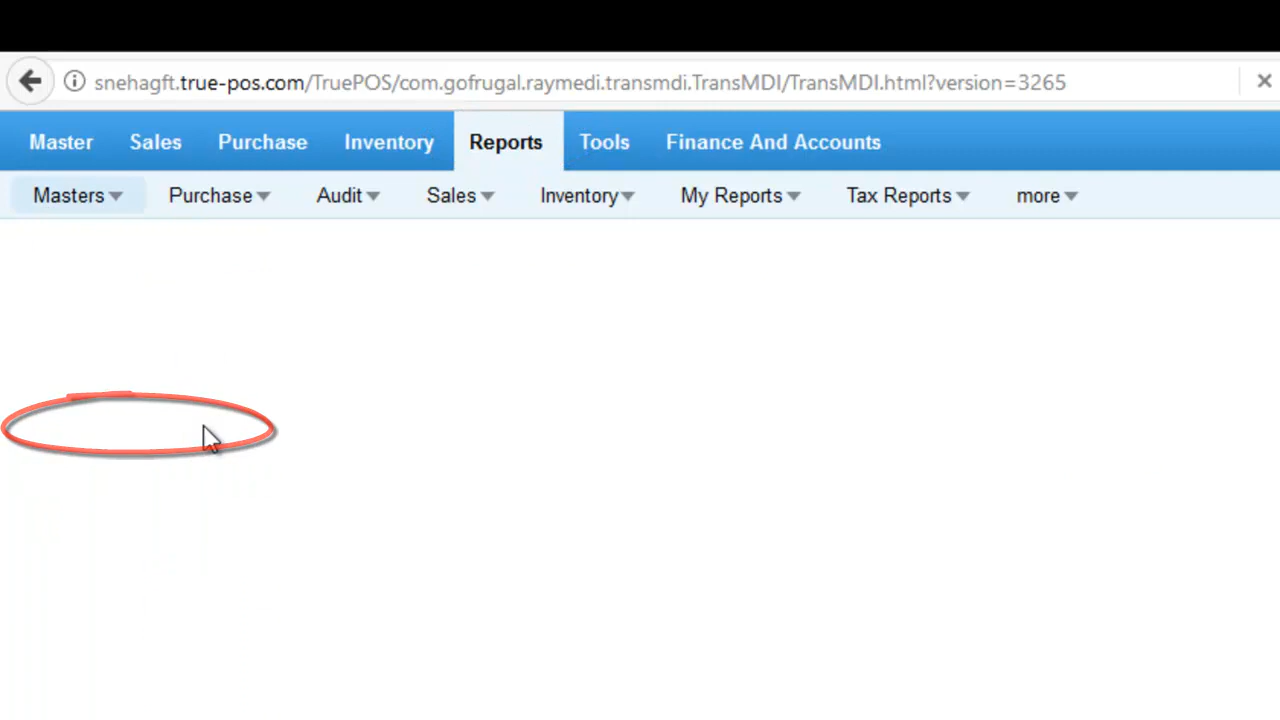 snehagft.true-pos.com/TruePOS/com.gofrugal.raymedi.transmdi.TransMDI/TransMDI.html?version=3265
Master Sales Purchase Inventory Reports Tools Finance And Accounts
Masters Purchase Audit Sales Inventory My Reports Tax Reports more